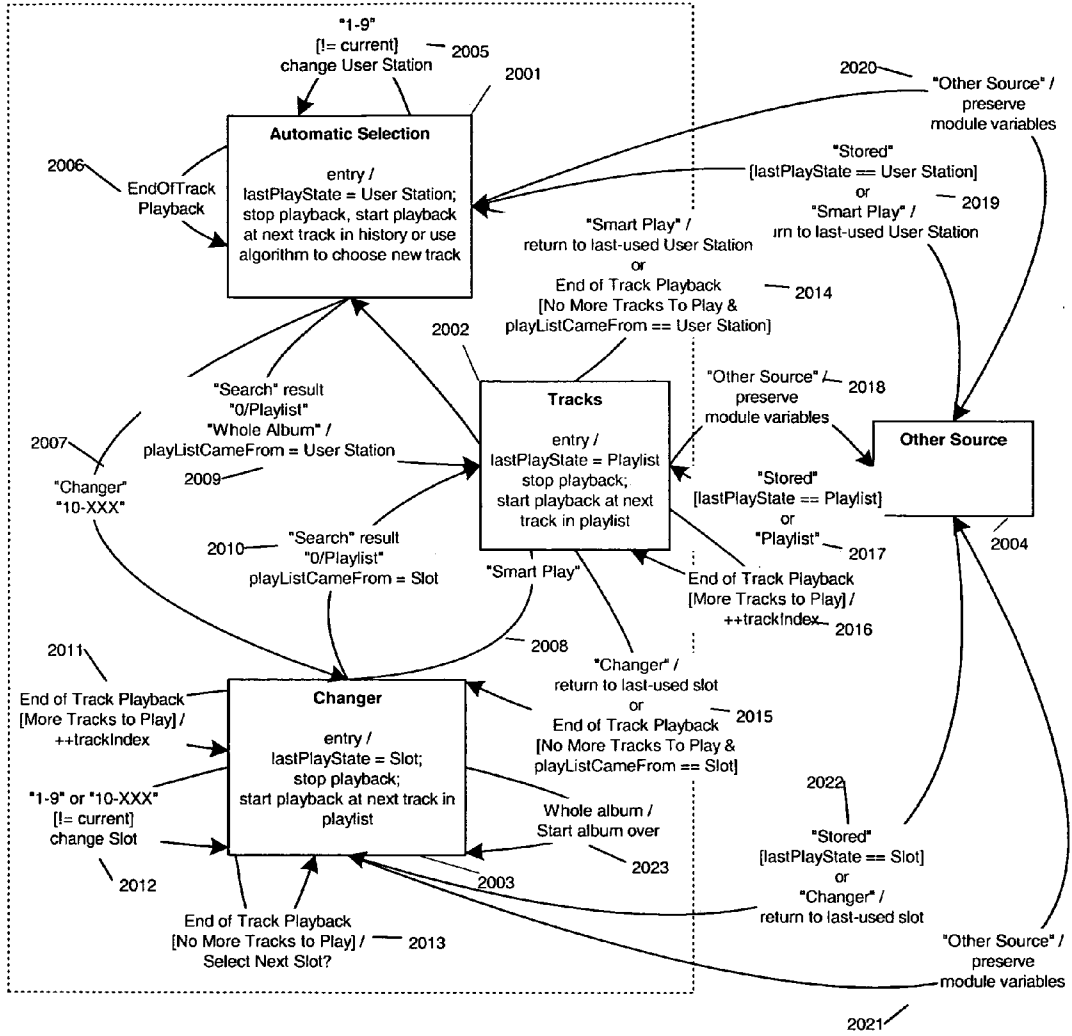 "1-9"
[!= current]
change User Station
2005
2001
2020
"Other Source" /
preserve
module variables
Automatic Selection
entry /
lastPlayState = User Station;
stop playback, start playback
at next track in history or use
algorithm to choose new track
2006
EndOfTrack
Playback
"Stored"
[lastPlayState == User Station]
or
"Smart Play" /
rn to last-used User Station
2019
"Smart Play" /
return to last-used User Station
or
End of Track Playback
[No More Tracks To Play &
playListCameFrom == User Station]
2014
2002
"Search" result
"0/Playlist"
"Whole Album" /
playListCameFrom = User Station
2009
Tracks
entry /
lastPlayState = Playlist
stop playback;
start playback at next
track in playlist
"Other Source" /
preserve
module variables
2018
Other Source
2004
2007
"Changer"
"10-XXX"
"Stored"
[lastPlayState == Playlist]
or
"Playlist"
2017
2010
"Search" result
"0/Playlist"
playListCameFrom = Slot
"Smart Play"
End of Track Playback
[More Tracks to Play] /
++trackIndex
2016
2008
2011
End of Track Playback
[More Tracks to Play] /
++trackIndex
Changer
entry /
lastPlayState = Slot;
stop playback;
start playback at next track in
playlist
"Changer" /
return to last-used slot
or
End of Track Playback
[No More Tracks To Play &
playListCameFrom == Slot]
2015
"1-9" or "10-XXX"
[!= current]
change Slot
2012
Whole album /
Start album over
2023
2003
2022
"Stored"
[lastPlayState == Slot]
or
"Changer" /
return to last-used slot
End of Track Playback
[No More Tracks to Play] /
Select Next Slot?
2013
"Other Source" /
preserve
module variables
2021